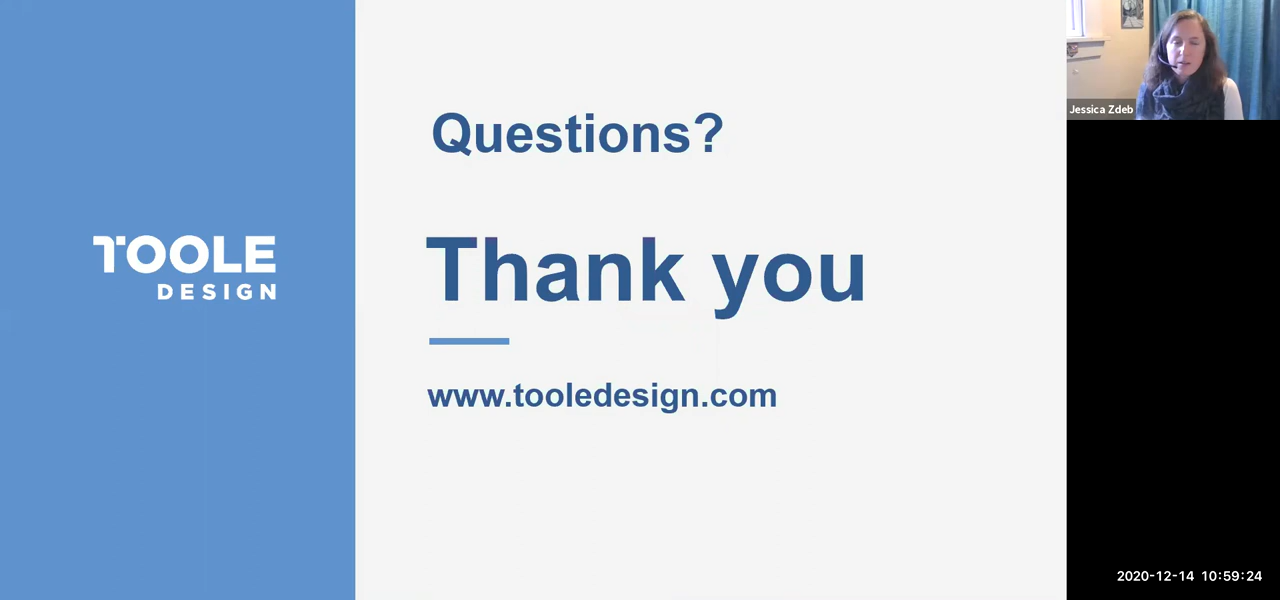 TOOLE
DESIGN
Questions?
Thank you
www.tooledesign.com
Jessica Zdeb
2020-12-14 10:59:24